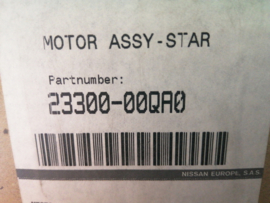 MOTOR ASSY-STAR
Partnumber:
23300-00QA0
NISSAN EUROPE, S.A.S.